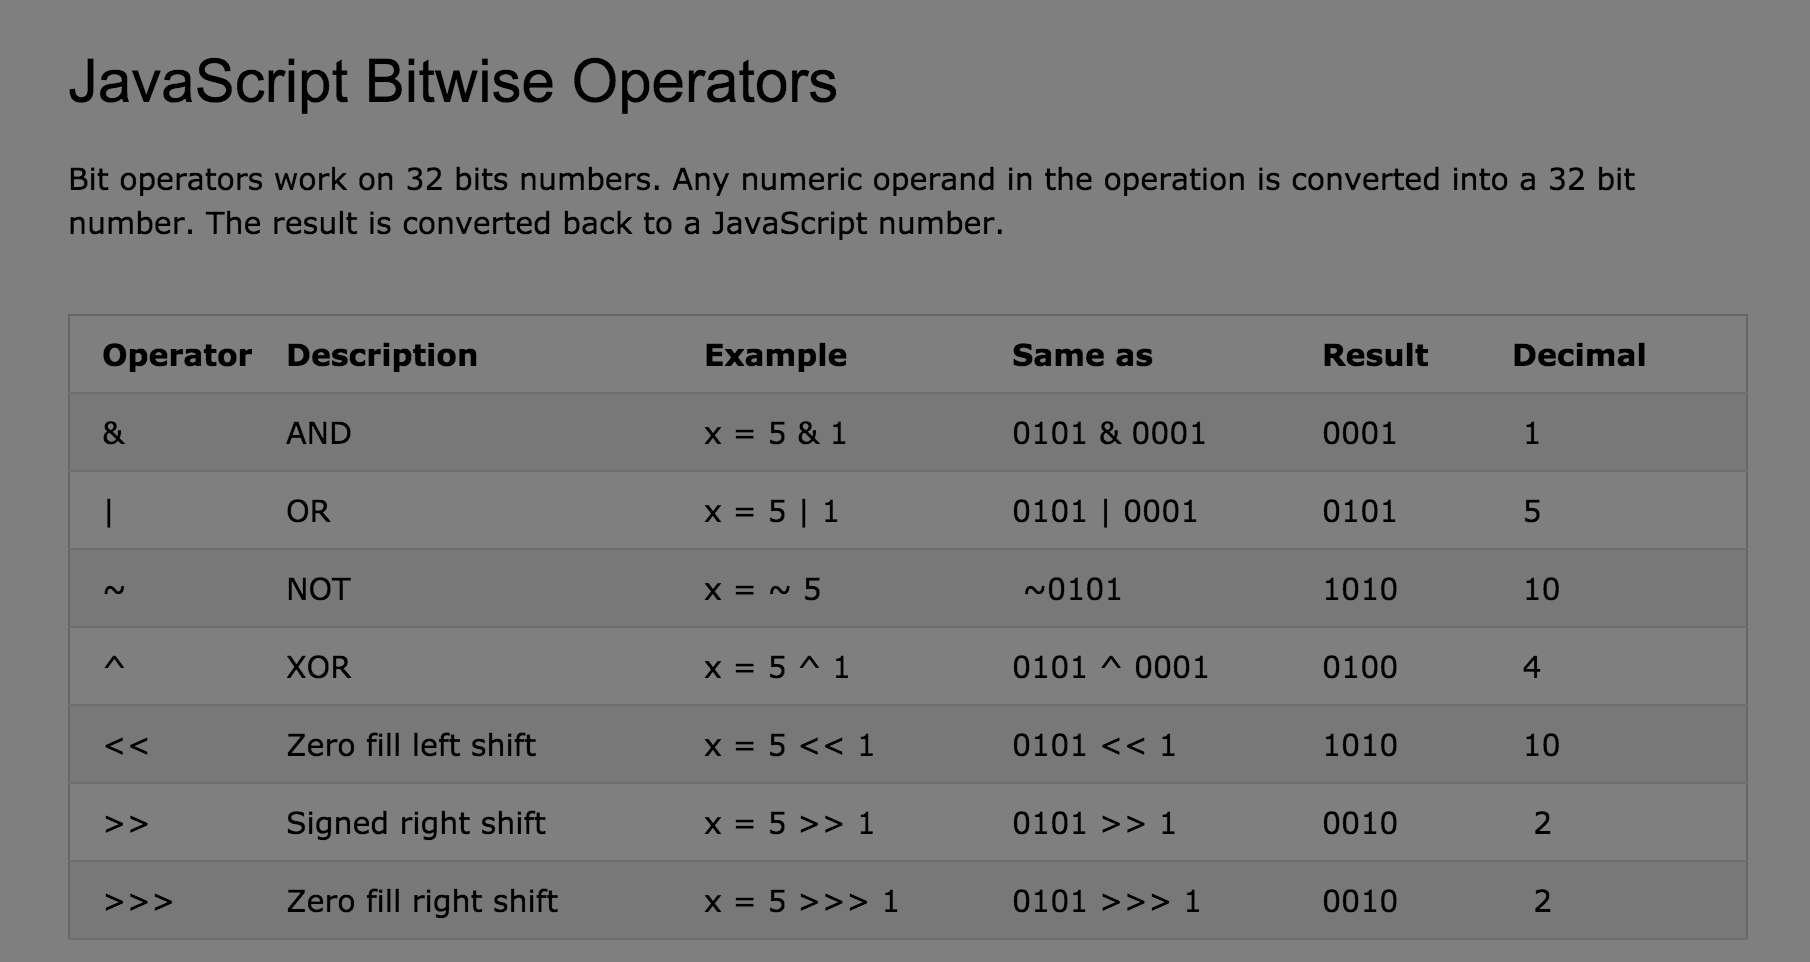 JavaScript Bitwise Operators
Bit operators work on 32 bits numbers. Any numeric operand in the operation is converted into a 32 bit
number. The result is converted back to a JavaScript number.
Operator Description Example Same as Result Decimal
& AND x = 5 & 1 0101 & 0001 0001 1
| OR x = 5 | 1 0101 | 0001 0101 5
~ NOT x = ~ 5 ~0101 1010 10
^ XOR x = 5 ^ 1 0101 ^ 0001 0100 4
<< Zero fill left shift x = 5 << 1 0101 << 1 1010 10
>> Signed right shift x = 5 >> 1 0101 >> 1 0010 2
>>> Zero fill right shift x = 5 >>> 1 0101 >>> 1 0010 2